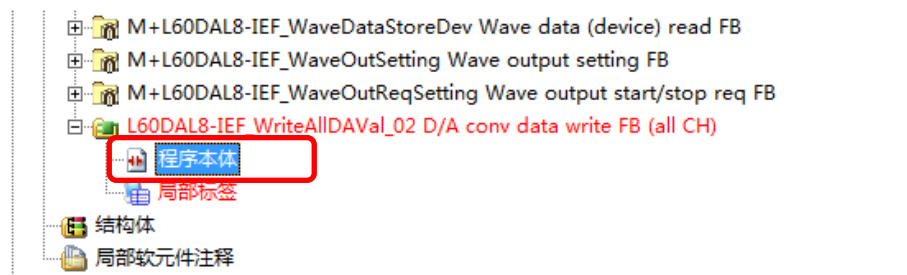 M+L60DAL8-IEF_WaveDataStoreDev Wave data (device) read FB
M+L60DAL8-IEF_WaveOutSetting Wave output setting FB
M+L60DAL8-IEF_WaveOutReqSetting Wave output start/stop req FB
L60DAL8-IEF_WriteAllDAVal_02 D/A conv data write FB (all CH)
程序本体
局部标签
结构体
局部软元件注释